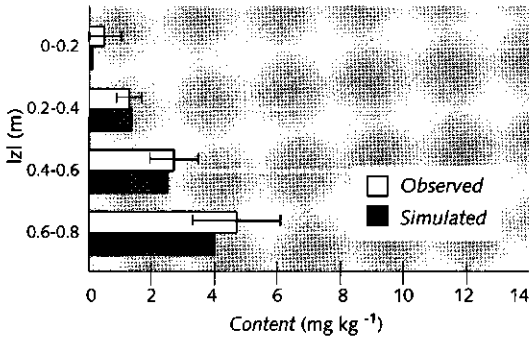 0-0.2
0.2-0.4
0.4-0.6
0.6-0.8
|z| (m)
Observed
Simulated
0 2 4 6 8 10 12 14
Content (mg kg⁻¹)